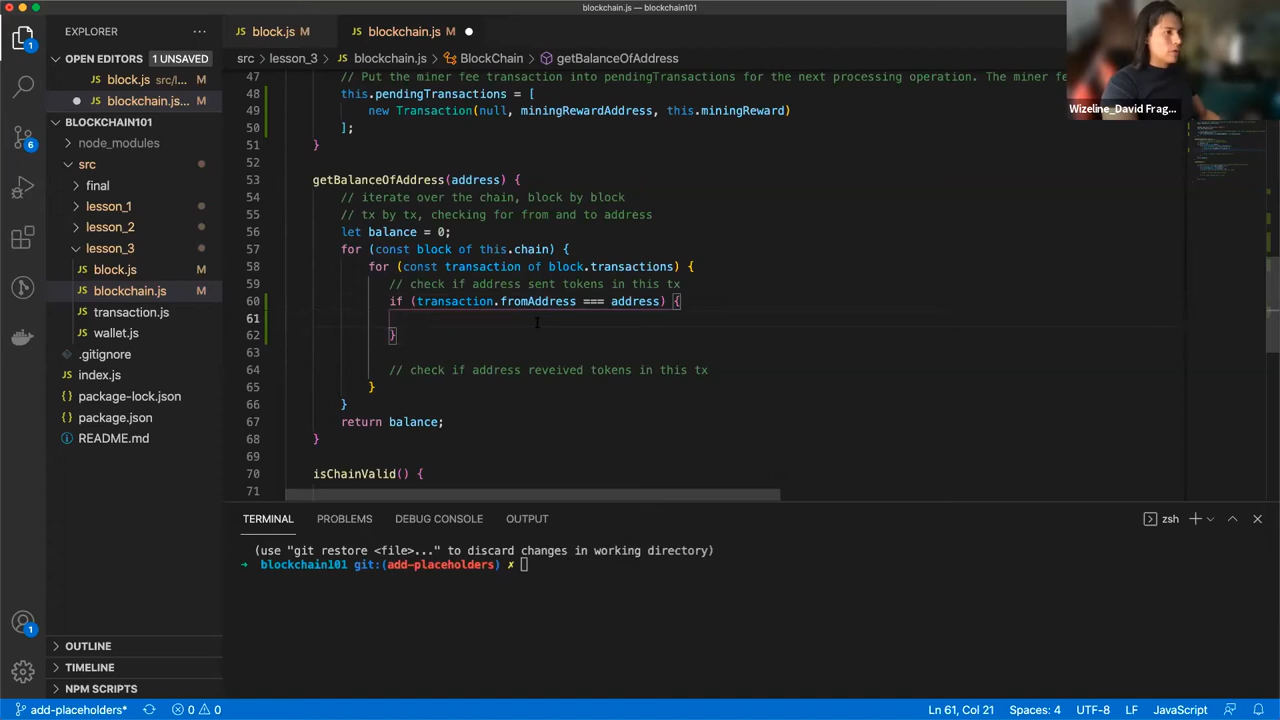 blockchain.js — blockchain101
EXPLORER
block.js M
blockchain.js M
OPEN EDITORS 1 UNSAVED
block.js src/l... M
blockchain.js... M
BLOCKCHAIN101
node_modules
src
final
lesson_1
lesson_2
lesson_3
block.js M
blockchain.js M
transaction.js
wallet.js
.gitignore
index.js
package-lock.json
package.json
README.md
OUTLINE
TIMELINE
NPM SCRIPTS
1
6
1
src > lesson_3 > blockchain.js > BlockChain > getBalanceOfAddress
47 // Put the miner fee transaction into pendingTransactions for the next processing operation. The miner fe
48 this.pendingTransactions = [
49 new Transaction(null, miningRewardAddress, this.miningReward)
50 ];
51 }
52
53 getBalanceOfAddress(address) {
54 // iterate over the chain, block by block
55 // tx by tx, checking for from and to address
56 let balance = 0;
57 for (const block of this.chain) {
58 for (const transaction of block.transactions) {
59 // check if address sent tokens in this tx
60 if (transaction.fromAddress === address) {
61
62 }
63
64 // check if address reveived tokens in this tx
65 }
66 }
67 return balance;
68 }
69
70 isChainValid() {
71
Wizeline_David Frag...
TERMINAL PROBLEMS DEBUG CONSOLE OUTPUT
zsh
(use "git restore <file>..." to discard changes in working directory)
➜ blockchain101 git:(add-placeholders) ✗
add-placeholders* 0 0
Ln 61, Col 21 Spaces: 4 UTF-8 LF JavaScript